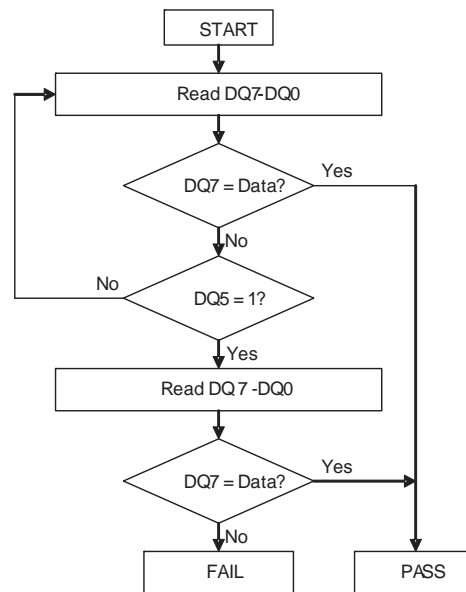 START
Read DQ7-DQ0
DQ7 = Data?
Yes
No
No
DQ5 = 1?
Yes
Read DQ 7 -DQ0
DQ7 = Data?
Yes
No
FAIL
PASS